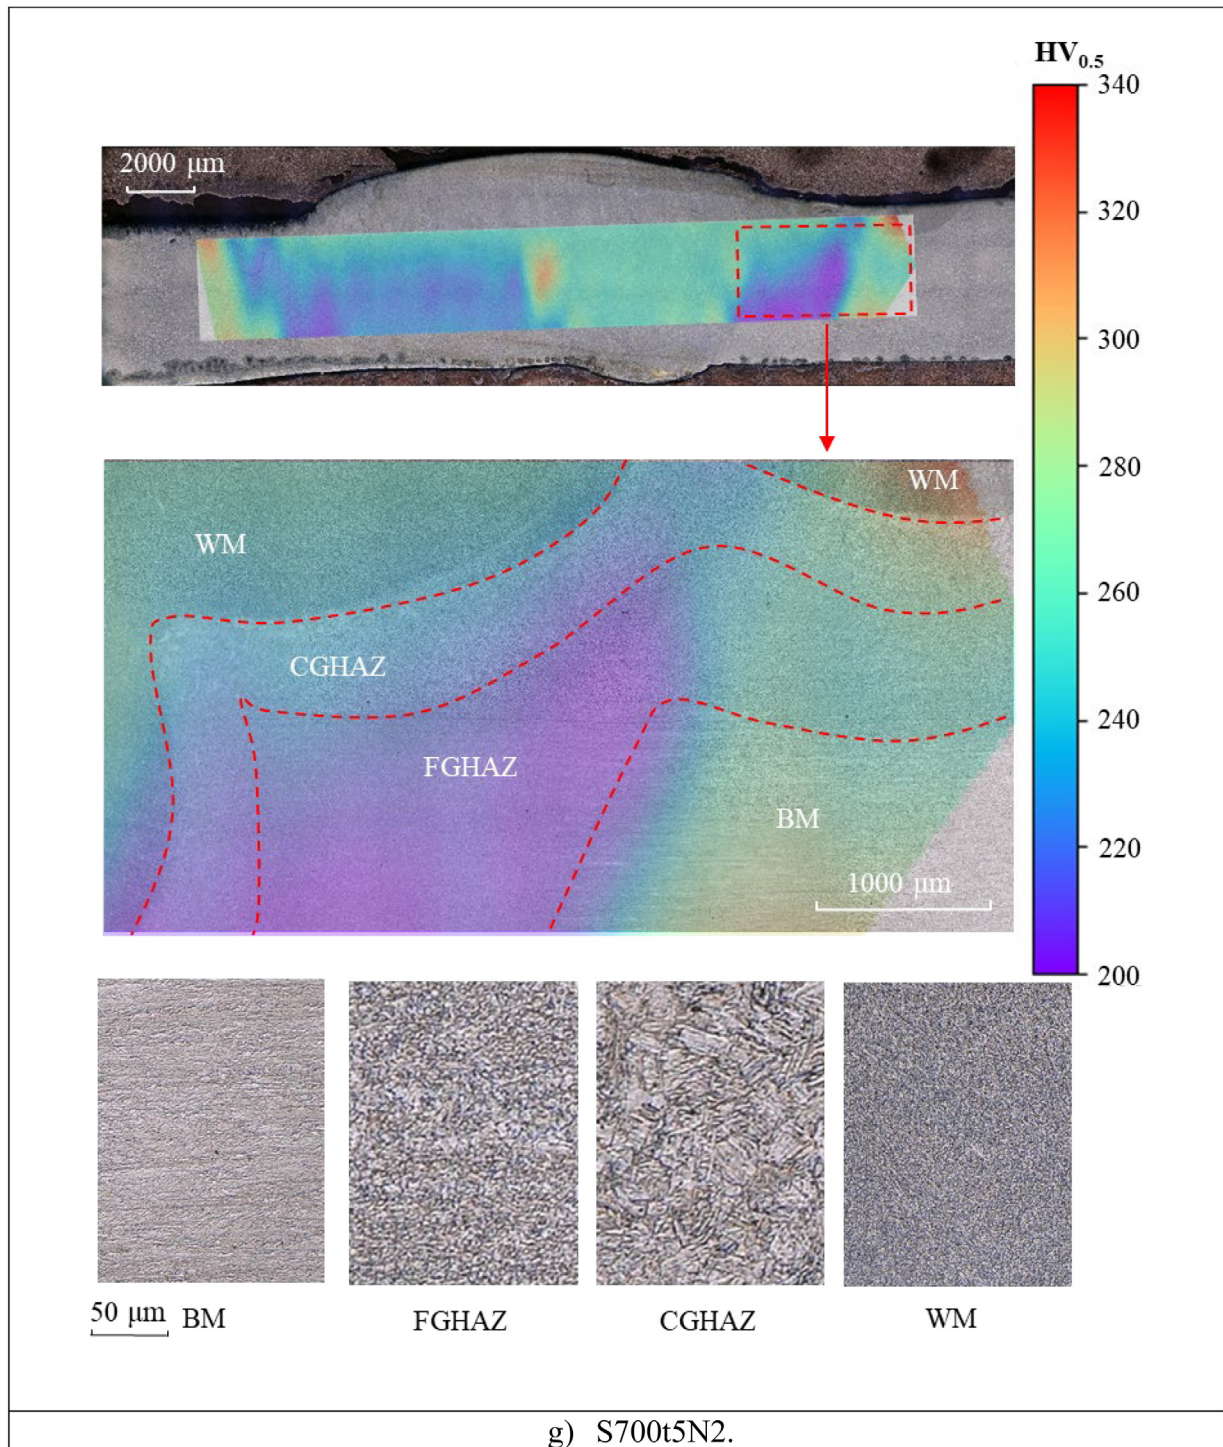 HV0.5
340
2000 μm
320
300
280
260
240
220
200
WM
WM
CGHAZ
FGHAZ
BM
1000 μm
50 μm
BM
FGHAZ
CGHAZ
WM
g) S700t5N2.